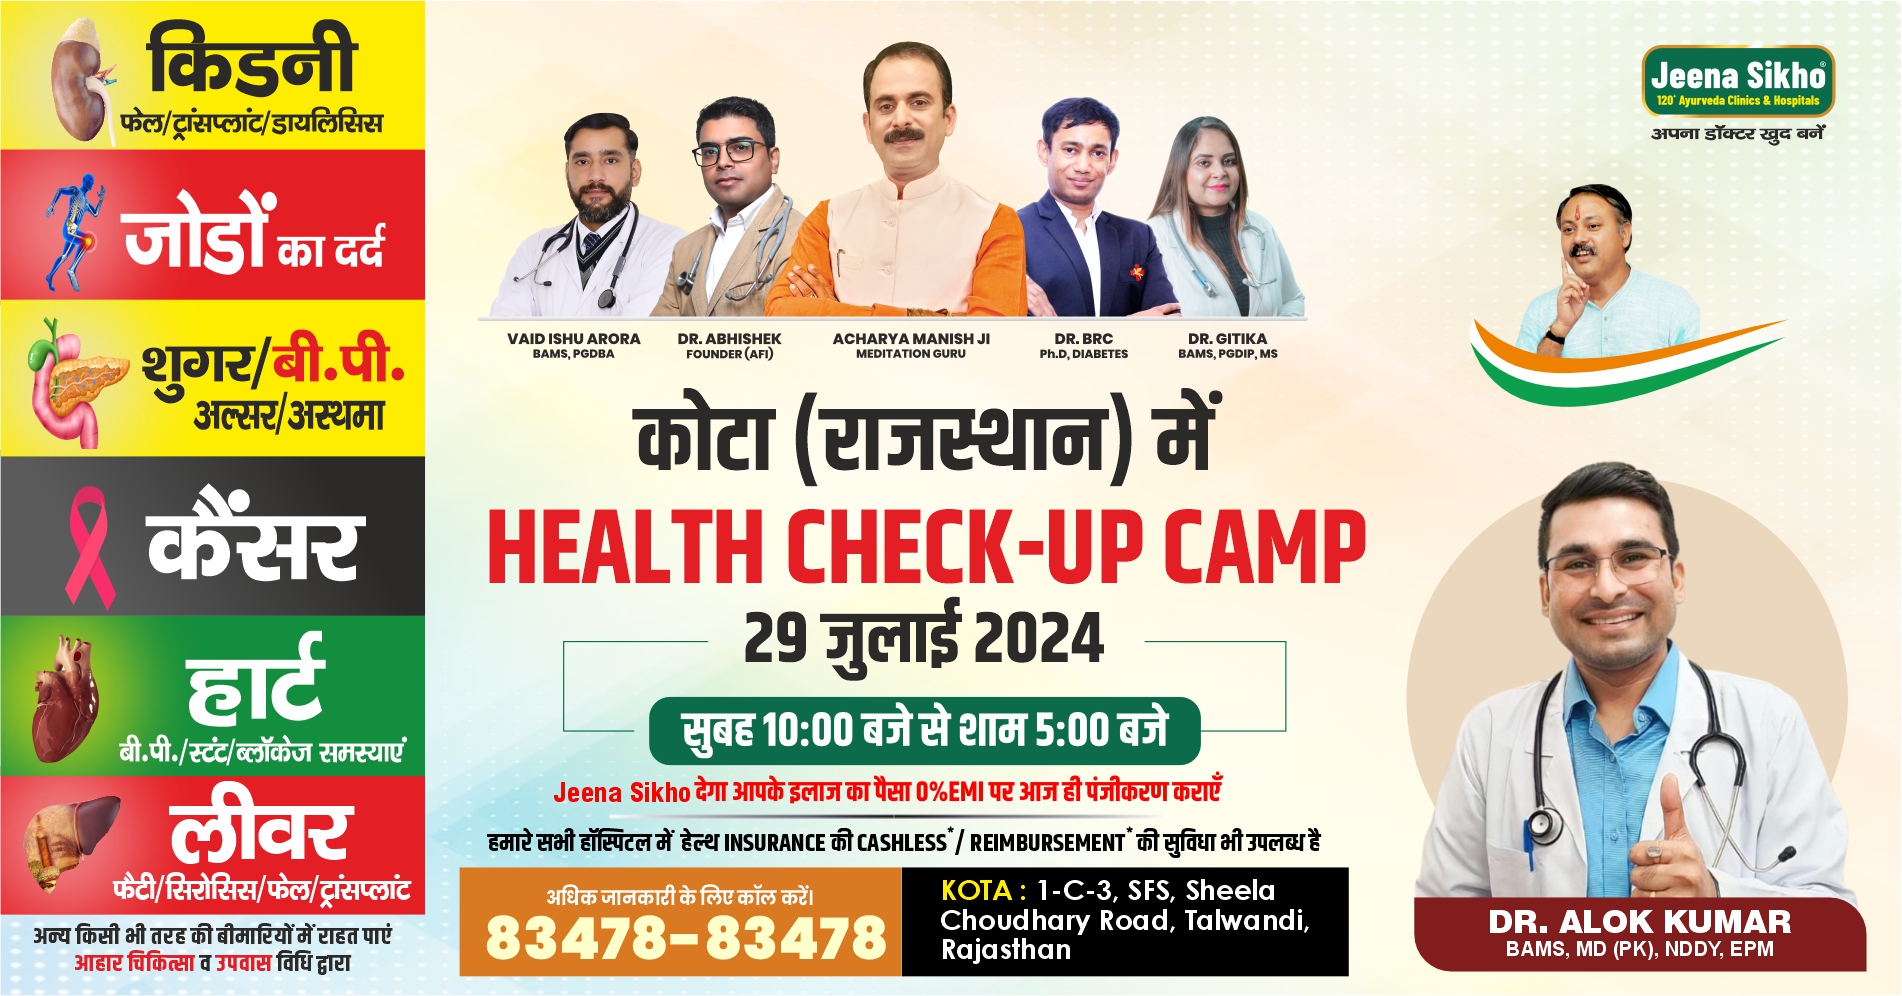 किडनी
फेल/ट्रांसप्लांट/डायलिसिस
जोडों का दर्द
शुगर/बी.पी.
अल्सर/अस्थमा
कैंसर
हार्ट
बी.पी./स्टंट/ब्लॉकेज समस्याएं
लीवर
फैटी/सिरोसिस/फेल/ट्रांसप्लांट
अन्य किसी भी तरह की बीमारियों में राहत पाएं
आहार चिकित्सा व उपवास विधि द्वारा
VAID ISHU ARORA
BAMS, PGDBA
DR. ABHISHEK
FOUNDER (AFI)
ACHARYA MANISH JI
MEDITATION GURU
DR. BRC
Ph.D, DIABETES
DR. GITIKA
BAMS, PGDIP, MS
कोटा (राजस्थान) में
HEALTH CHECK-UP CAMP
29 जुलाई 2024
सुबह 10:00 बजे से शाम 5:00 बजे
Jeena Sikho देगा आपके इलाज का पैसा 0%EMI पर आज ही पंजीकरण कराएँ
हमारे सभी हॉस्पिटल में हेल्थ INSURANCE की CASHLESS*/ REIMBURSEMENT* की सुविधा भी उपलब्ध है
अधिक जानकारी के लिए कॉल करें।
83478-83478
KOTA : 1-C-3, SFS, Sheela
Choudhary Road, Talwandi,
Rajasthan
Jeena Sikho®
120+ Ayurveda Clinics & Hospitals
अपना डॉक्टर खुद बनें
DR. ALOK KUMAR
BAMS, MD (PK), NDDY, EPM